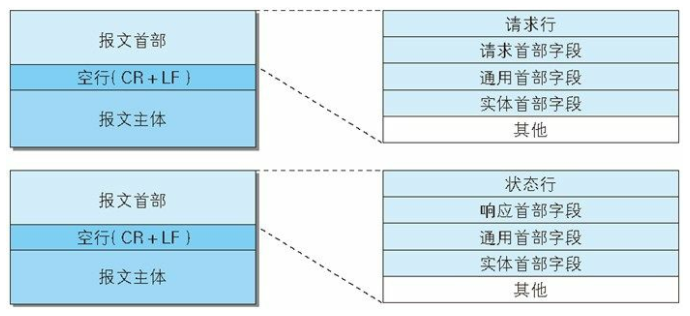 报文首部
空行(CR+LF)
报文主体
请求行
请求首部字段
通用首部字段
实体首部字段
其他
报文首部
空行(CR+LF)
报文主体
状态行
响应首部字段
通用首部字段
实体首部字段
其他